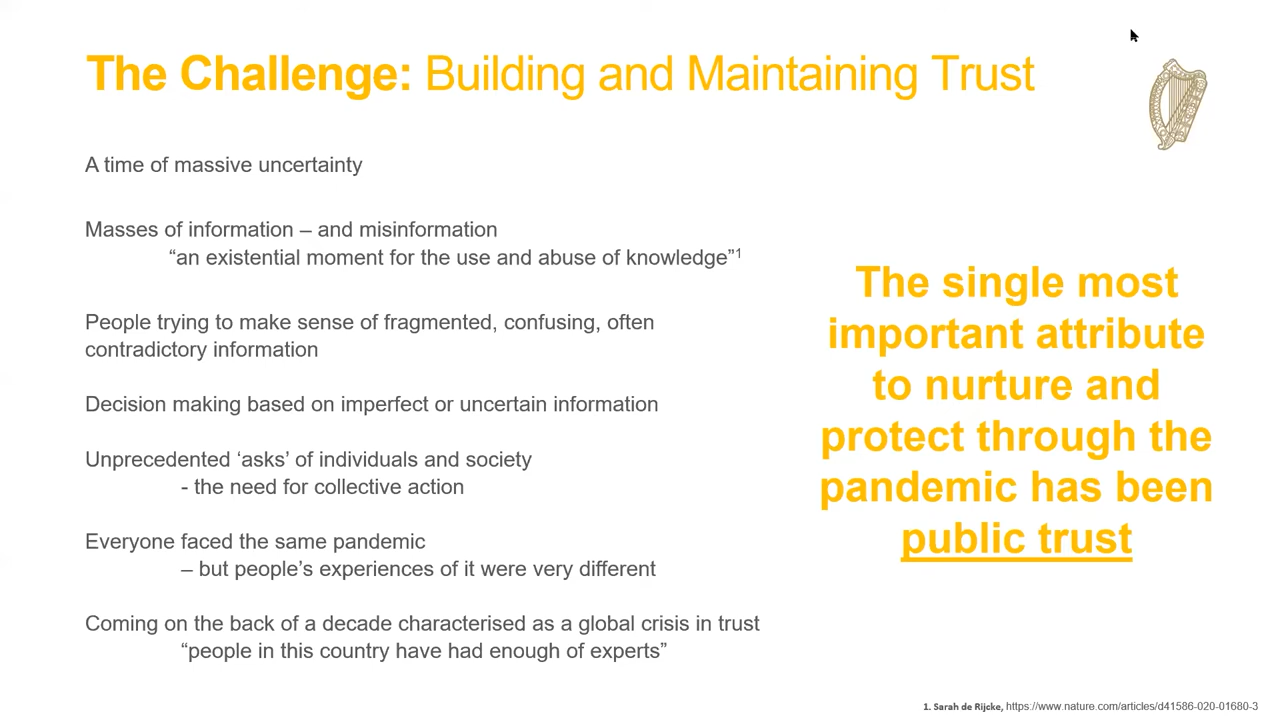 The Challenge: Building and Maintaining Trust
A time of massive uncertainty
Masses of information – and misinformation
“an existential moment for the use and abuse of knowledge”¹
People trying to make sense of fragmented, confusing, often
contradictory information
Decision making based on imperfect or uncertain information
Unprecedented ‘asks’ of individuals and society
- the need for collective action
Everyone faced the same pandemic
– but people’s experiences of it were very different
Coming on the back of a decade characterised as a global crisis in trust
“people in this country have had enough of experts”
The single most
important attribute
to nurture and
protect through the
pandemic has been
public trust
1. Sarah de Rijcke, https://www.nature.com/articles/d41586-020-01680-3